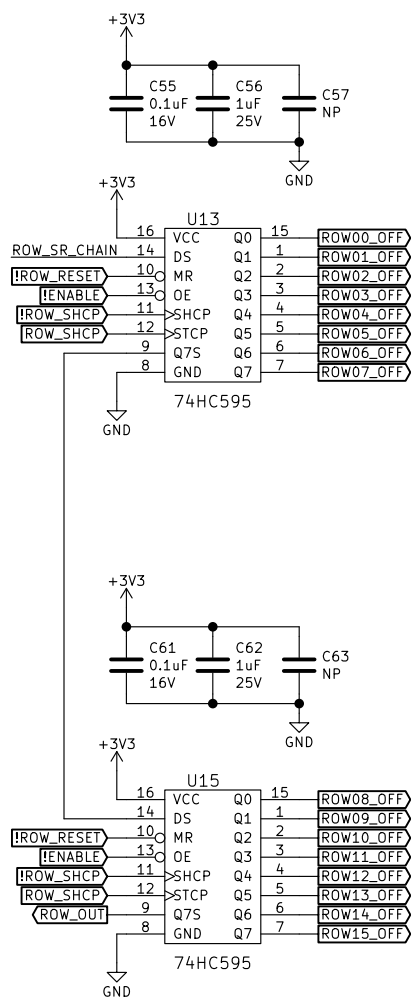 +3V3
C55
0.1uF
16V
C56
1uF
25V
C57
NP
GND
+3V3
U13
16 VCC Q0 15 ROW00_OFF
ROW_SR_CHAIN 14 DS Q1 1 ROW01_OFF
!ROW_RESET 10 MR Q2 2 ROW02_OFF
!ENABLE 13 OE Q3 3 ROW03_OFF
!ROW_SHCP 11 SHCP Q4 4 ROW04_OFF
ROW_SHCP 12 STCP Q5 5 ROW05_OFF
9 Q7S Q6 6 ROW06_OFF
8 GND Q7 7 ROW07_OFF
GND
74HC595
+3V3
C61
0.1uF
16V
C62
1uF
25V
C63
NP
GND
+3V3
U15
16 VCC Q0 15 ROW08_OFF
14 DS Q1 1 ROW09_OFF
!ROW_RESET 10 MR Q2 2 ROW10_OFF
!ENABLE 13 OE Q3 3 ROW11_OFF
!ROW_SHCP 11 SHCP Q4 4 ROW12_OFF
ROW_SHCP 12 STCP Q5 5 ROW13_OFF
ROW_OUT 9 Q7S Q6 6 ROW14_OFF
8 GND Q7 7 ROW15_OFF
74HC595
GND